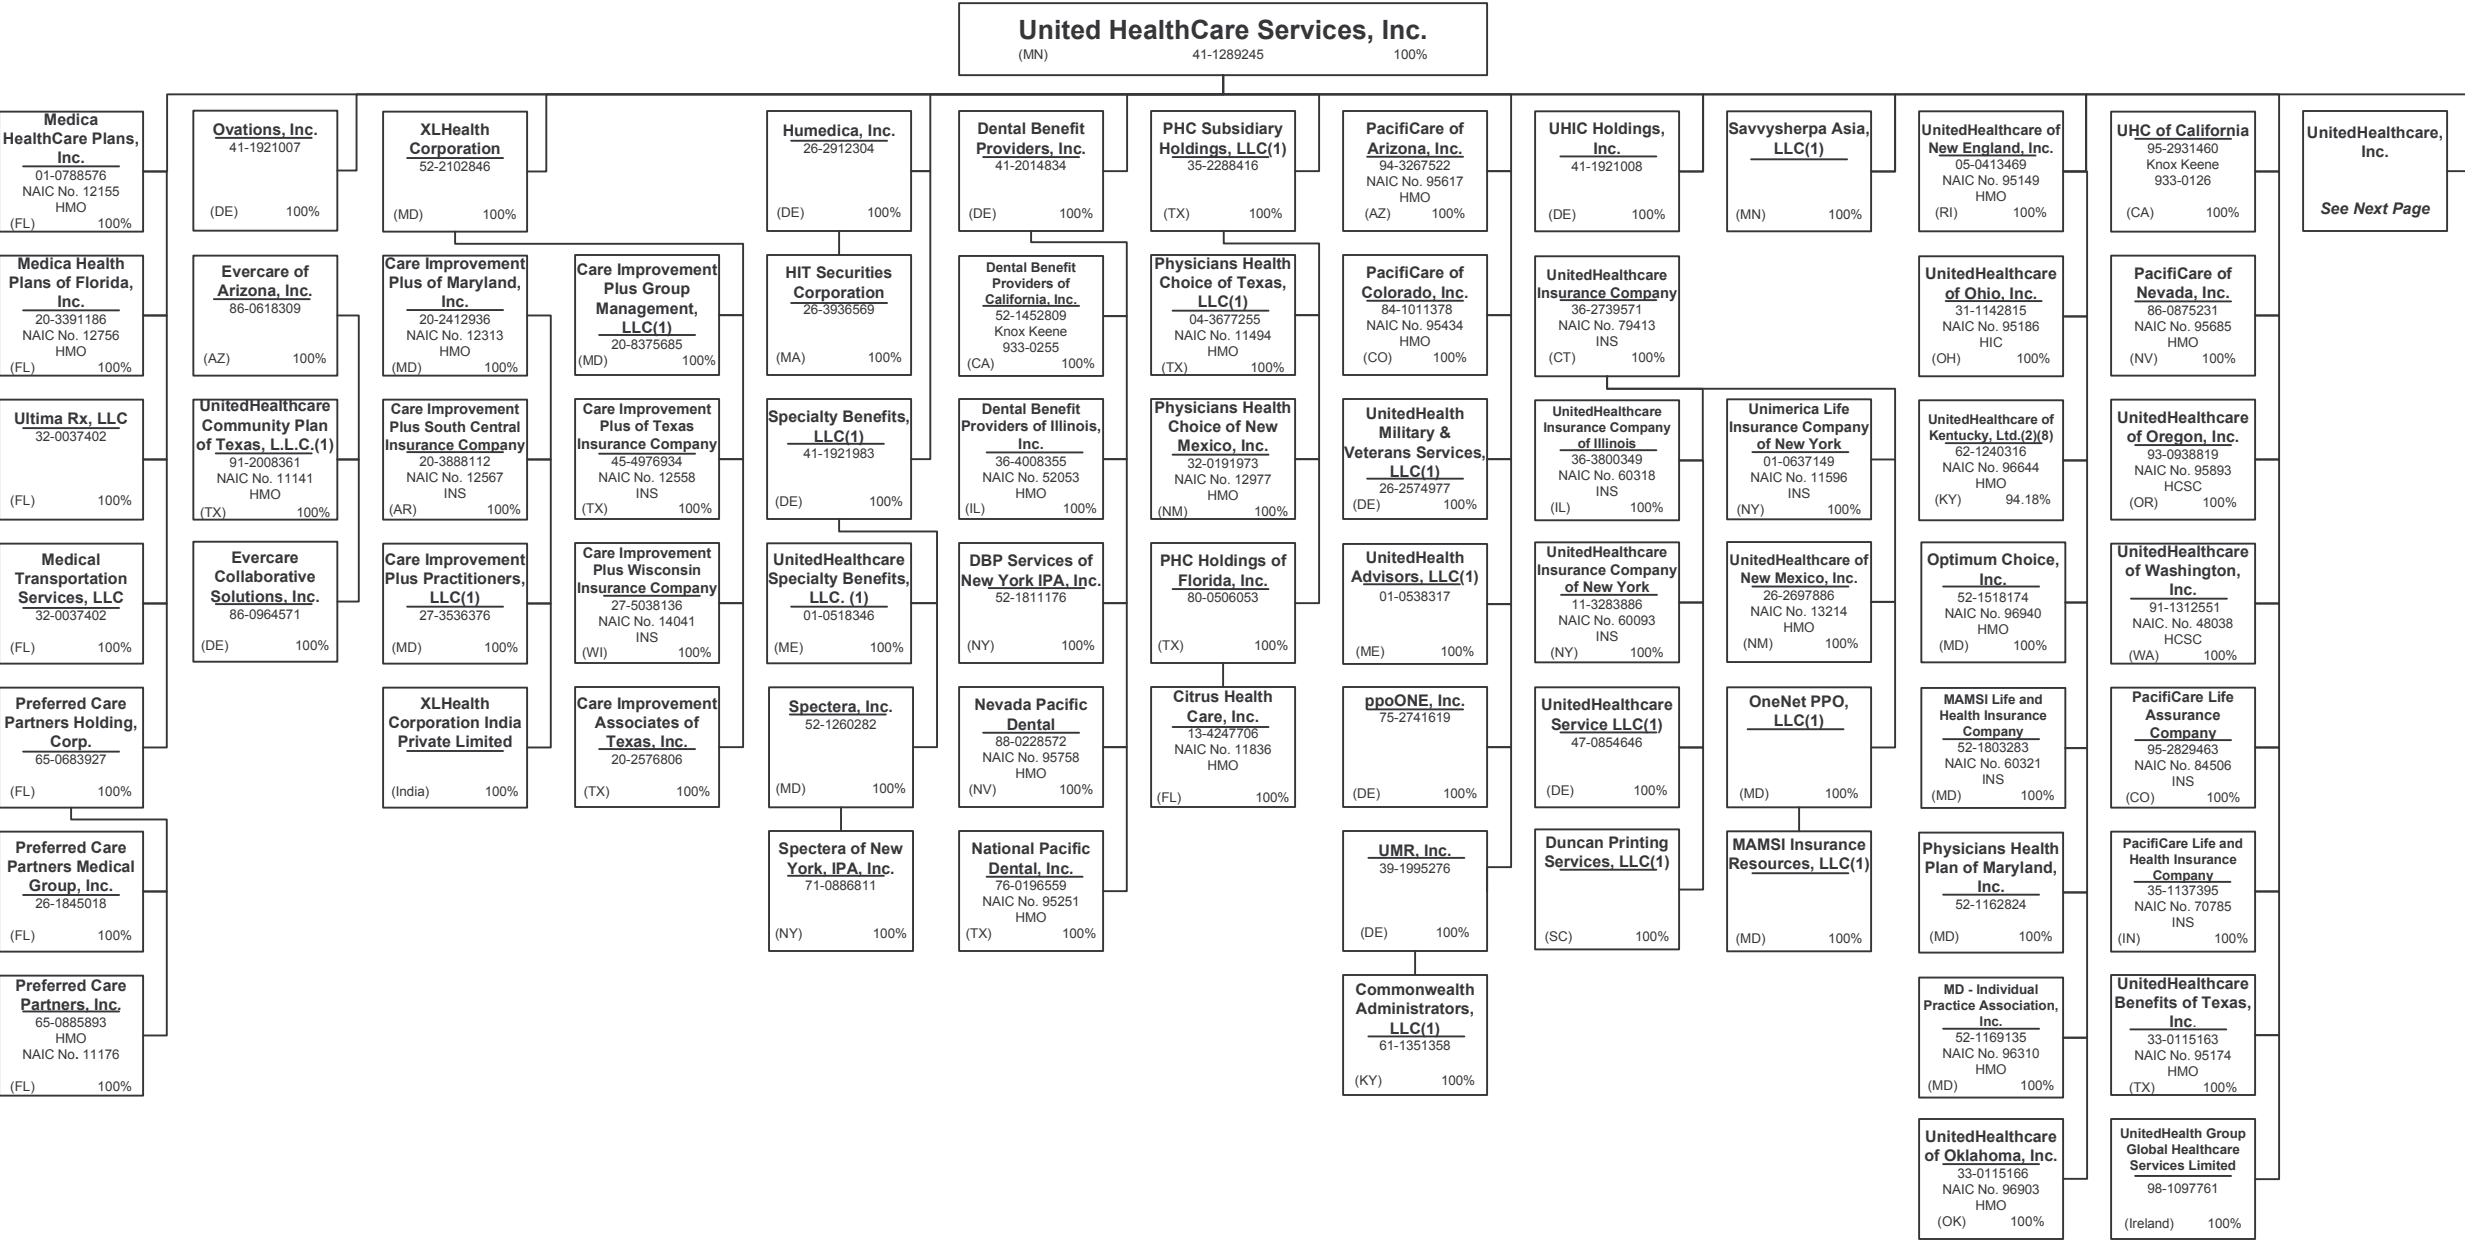 United HealthCare Services, Inc.
(MN) 41-1289245 100%
Medica
HealthCare Plans,
Inc.
01-0788576
NAIC No. 12155
HMO
(FL) 100%
Medica Health
Plans of Florida,
Inc.
20-3391186
NAIC No. 12756
HMO
(FL) 100%
Ultima Rx, LLC
32-0037402
(FL) 100%
Medical
Transportation
Services, LLC
32-0037402
(FL) 100%
Preferred Care
Partners Holding,
Corp.
65-0683927
(FL) 100%
Preferred Care
Partners Medical
Group, Inc.
26-1845018
(FL) 100%
Preferred Care
Partners, Inc.
65-0885893
HMO
NAIC No. 11176
(FL) 100%
Ovations, Inc.
41-1921007
(DE) 100%
Evercare of
Arizona, Inc.
86-0618309
(AZ) 100%
UnitedHealthcare
Community Plan
of Texas, L.L.C.(1)
91-2008361
NAIC No. 11141
HMO
(TX) 100%
Evercare
Collaborative
Solutions, Inc.
86-0964571
(DE) 100%
XLHealth
Corporation
52-2102846
(MD) 100%
Care Improvement
Plus of Maryland,
Inc.
20-2412936
NAIC No. 12313
HMO
(MD) 100%
Care Improvement
Plus South Central
Insurance Company
20-3888112
NAIC No. 12567
INS
(AR) 100%
Care Improvement
Plus Practitioners,
LLC(1)
27-3536376
(MD) 100%
XLHealth
Corporation India
Private Limited
(India) 100%
Care Improvement
Plus Group
Management,
LLC(1)
20-8375685
(MD) 100%
Care Improvement
Plus of Texas
Insurance Company
45-4976934
NAIC No. 12558
INS
(TX) 100%
Care Improvement
Plus Wisconsin
Insurance Company
27-5038136
NAIC No. 14041
INS
(WI) 100%
Care Improvement
Associates of
Texas, Inc.
20-2576806
(TX) 100%
Humedica, Inc.
26-2912304
(DE) 100%
HIT Securities
Corporation
26-3936569
(MA) 100%
Specialty Benefits,
LLC(1)
41-1921983
(DE) 100%
UnitedHealthcare
Specialty Benefits,
LLC. (1)
01-0518346
(ME) 100%
Spectera, Inc.
52-1260282
(MD) 100%
Spectera of New
York, IPA, Inc.
71-0886811
(NY) 100%
Dental Benefit
Providers, Inc.
41-2014834
(DE) 100%
Dental Benefit
Providers of
California, Inc.
52-1452809
Knox Keene
933-0255
(CA) 100%
Dental Benefit
Providers of Illinois,
Inc.
36-4008355
NAIC No. 52053
HMO
(IL) 100%
DBP Services of
New York IPA, Inc.
52-1811176
(NY) 100%
Nevada Pacific
Dental
88-0228572
NAIC No. 95758
HMO
(NV) 100%
National Pacific
Dental, Inc.
76-0196559
NAIC No. 95251
HMO
(TX) 100%
PHC Subsidiary
Holdings, LLC(1)
35-2288416
(TX) 100%
Physicians Health
Choice of Texas,
LLC(1)
04-3677255
NAIC No. 11494
HMO
(TX) 100%
Physicians Health
Choice of New
Mexico, Inc.
32-0191973
NAIC No. 12977
HMO
(NM) 100%
PHC Holdings of
Florida, Inc.
80-0506053
(TX) 100%
Citrus Health
Care, Inc.
13-4247706
NAIC No. 11836
HMO
(FL) 100%
PacifiCare of
Arizona, Inc.
94-3267522
NAIC No. 95617
HMO
(AZ) 100%
PacifiCare of
Colorado, Inc.
84-1011378
NAIC No. 95434
HMO
(CO) 100%
UnitedHealth
Military &
Veterans Services,
LLC(1)
26-2574977
(DE) 100%
UnitedHealth
Advisors, LLC(1)
01-0538317
(ME) 100%
ppoONE, Inc.
75-2741619
(DE) 100%
UMR, Inc.
39-1995276
(DE) 100%
Commonwealth
Administrators,
LLC(1)
61-1351358
(KY) 100%
UHIC Holdings,
Inc.
41-1921008
(DE) 100%
UnitedHealthcare
Insurance Company
36-2739571
NAIC No. 79413
INS
(CT) 100%
UnitedHealthcare
Insurance Company
of Illinois
36-3800349
NAIC No. 60318
INS
(IL) 100%
UnitedHealthcare
Insurance Company
of New York
11-3283886
NAIC No. 60093
INS
(NY) 100%
UnitedHealthcare
Service LLC(1)
47-0854646
(DE) 100%
Duncan Printing
Services, LLC(1)
(SC) 100%
Savvysherpa Asia,
LLC(1)
(MN) 100%
Unimerica Life
Insurance Company
of New York
01-0637149
NAIC No. 11596
INS
(NY) 100%
UnitedHealthcare of
New Mexico, Inc.
26-2697886
NAIC No. 13214
HMO
(NM) 100%
OneNet PPO,
LLC(1)
(MD) 100%
MAMSI Insurance
Resources, LLC(1)
(MD) 100%
UnitedHealthcare of
New England, Inc.
05-0413469
NAIC No. 95149
HMO
(RI) 100%
UnitedHealthcare
of Ohio, Inc.
31-1142815
NAIC No. 95186
HIC
(OH) 100%
UnitedHealthcare of
Kentucky, Ltd.(2)(8)
62-1240316
NAIC No. 96644
HMO
(KY) 94.18%
Optimum Choice,
Inc.
52-1518174
NAIC No. 96940
HMO
(MD) 100%
MAMSI Life and
Health Insurance
Company
52-1803283
NAIC No. 60321
INS
(MD) 100%
Physicians Health
Plan of Maryland,
Inc.
52-1162824
(MD) 100%
MD - Individual
Practice Association,
Inc.
52-1169135
NAIC No. 96310
HMO
(MD) 100%
UnitedHealthcare
of Oklahoma, Inc.
33-0115166
NAIC No. 96903
HMO
(OK) 100%
UHC of California
95-2931460
Knox Keene
933-0126
(CA) 100%
PacifiCare of
Nevada, Inc.
86-0875231
NAIC No. 95685
HMO
(NV) 100%
UnitedHealthcare
of Oregon, Inc.
93-0938819
NAIC No. 95893
HCSC
(OR) 100%
UnitedHealthcare
of Washington,
Inc.
91-1312551
NAIC. No. 48038
HCSC
(WA) 100%
PacifiCare Life
Assurance
Company
95-2829463
NAIC No. 84506
INS
(CO) 100%
PacifiCare Life and
Health Insurance
Company
35-1137395
NAIC No. 70785
INS
(IN) 100%
UnitedHealthcare
Benefits of Texas,
Inc.
33-0115163
NAIC No. 95174
HMO
(TX) 100%
UnitedHealth Group
Global Healthcare
Services Limited
98-1097761
(Ireland) 100%
UnitedHealthcare,
Inc.
See Next Page